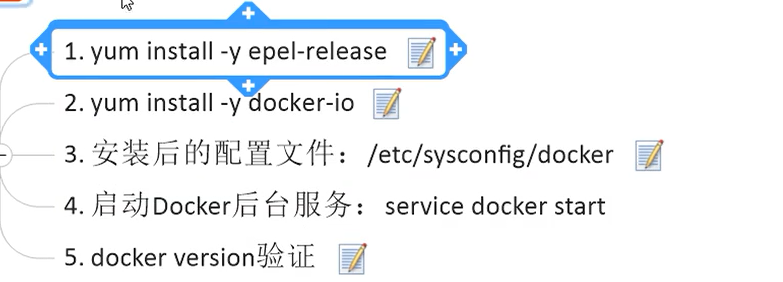 1. yum install -y epel-release
2. yum install -y docker-io
3. 安装后的配置文件：/etc/sysconfig/docker
4. 启动Docker后台服务：service docker start
5. docker version验证